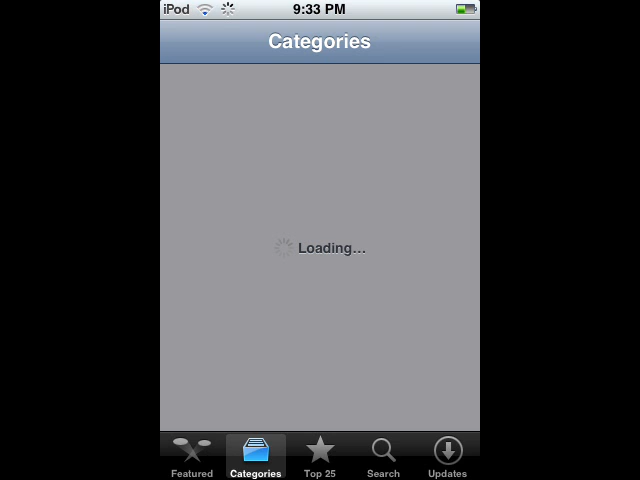 iPod 9:33 PM
Categories
Loading...
Featured Categories Top 25 Search Updates